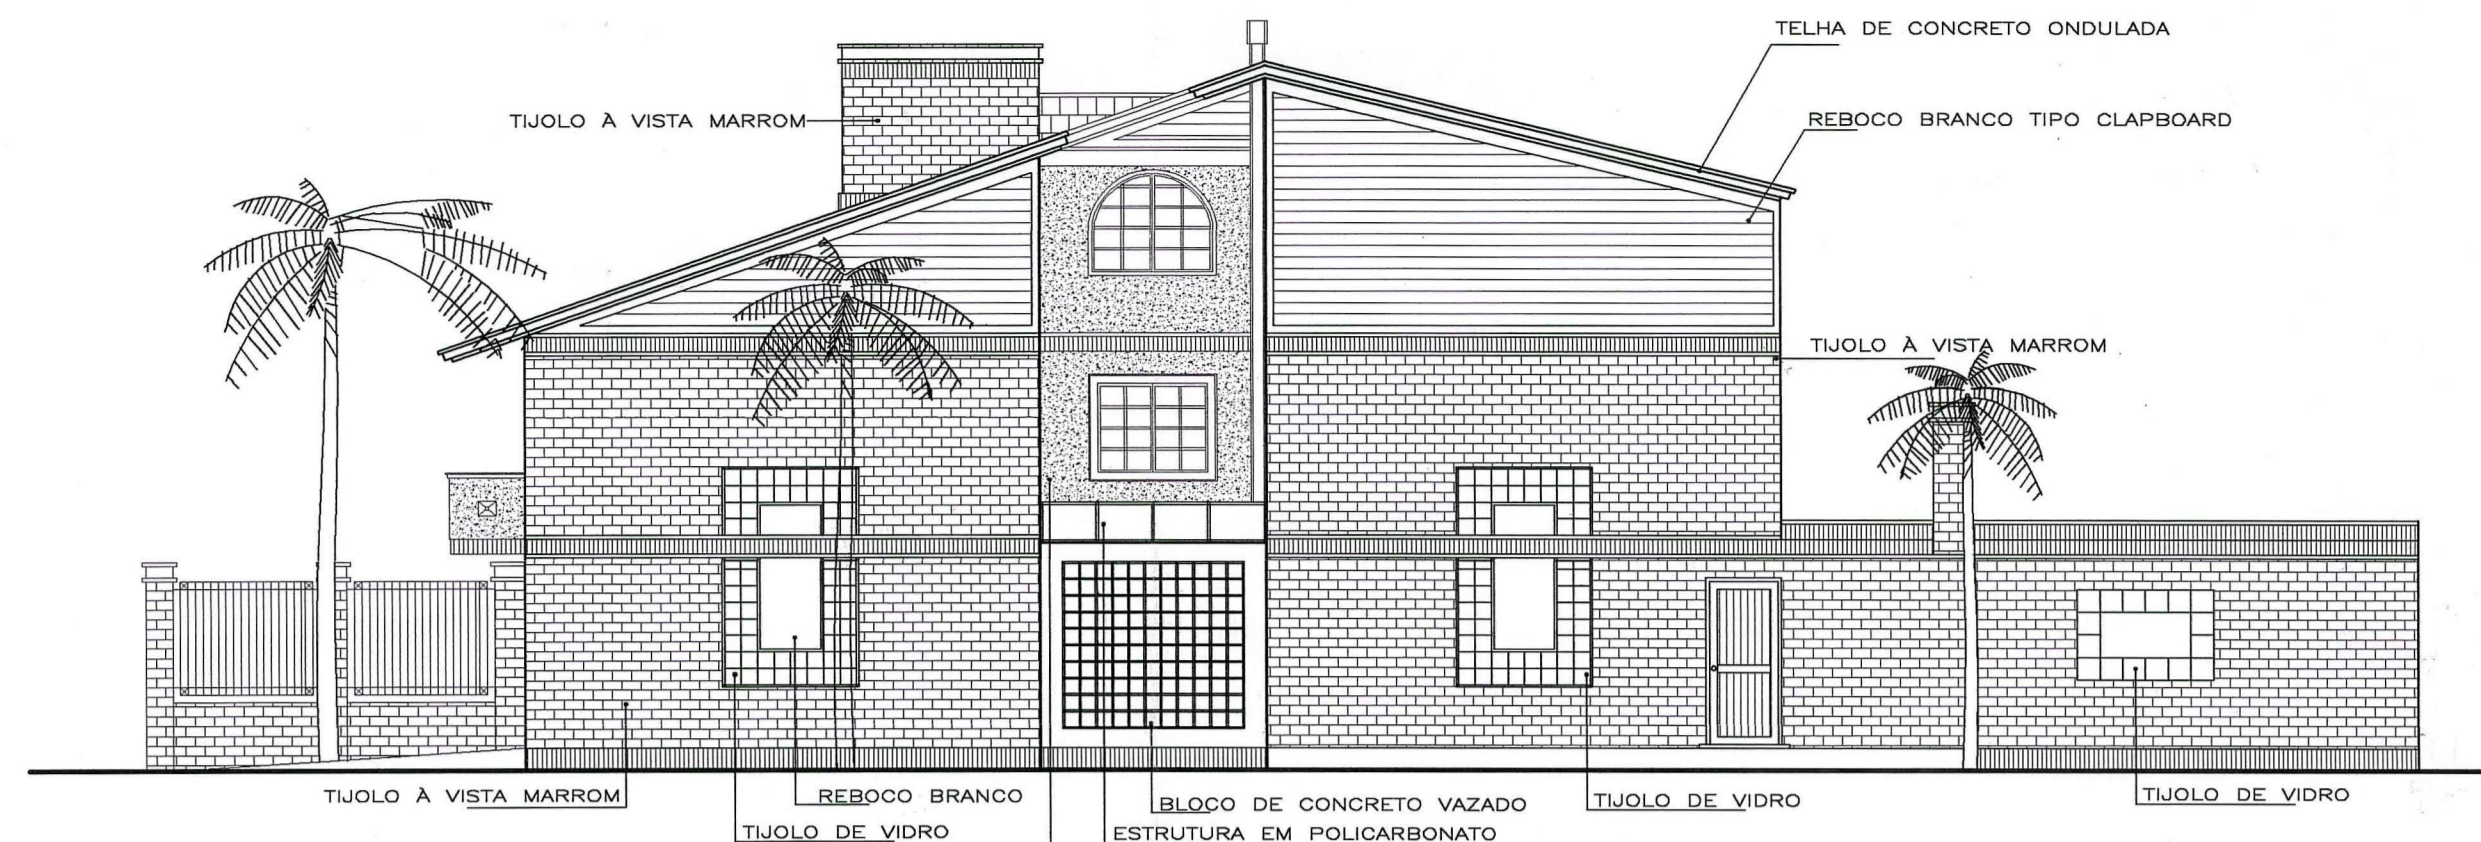 TELHA DE CONCRETO ONDULADA
TIJOLO À VISTA MARROM
REBOCO BRANCO TIPO CLAPBOARD
TIJOLO À VISTA MARROM
TIJOLO À VISTA MARROM
REBOCO BRANCO
BLOCO DE CONCRETO VAZADO
TIJOLO DE VIDRO
TIJOLO DE VIDRO
TIJOLO DE VIDRO
ESTRUTURA EM POLICARBONATO